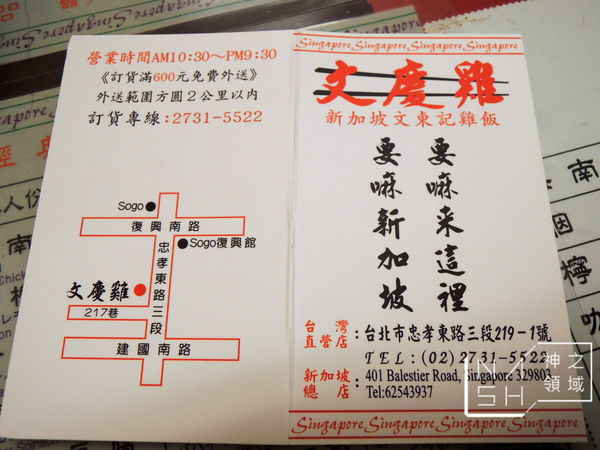 營業時間AM10:30～PM9:30
《訂貨滿600元免費外送》
外送範圍方圓2公里以內
訂貨專線:2731-5522
Sogo
復興南路
Sogo復興館
忠孝東路三段
文慶雞
217巷
建國南路
Singapore Singapore Singapore Singapore
文慶雞
新加坡文東記雞飯
要嘛來這裡
要嘛新加坡
台灣直營店:台北市忠孝東路三段219-1號
TEL:(02)2731-5522
新加坡總店:401 Balestier Road, Singapore 329803
Tel:62543937
Singapore Singapore Singapore Singapore
NASH 神之領域